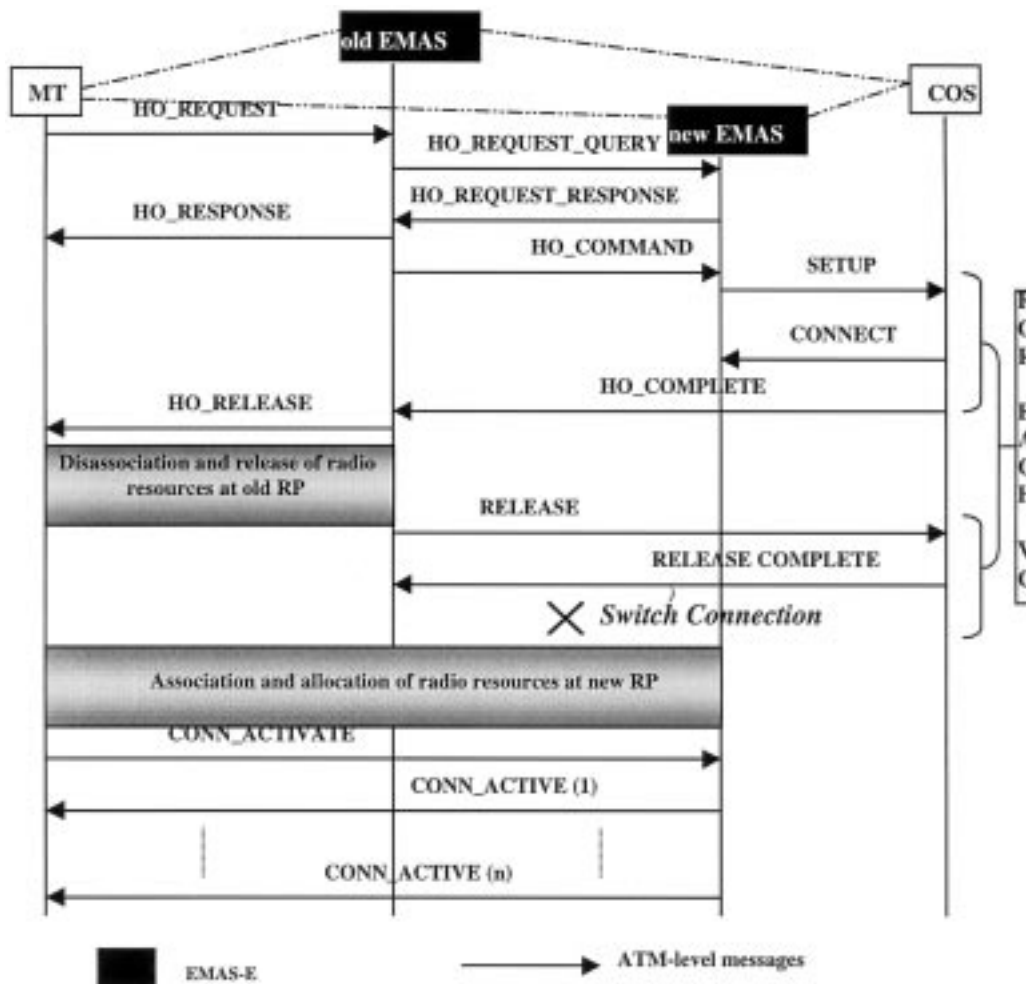 old EMAS
MT
COS
HO_REQUEST
new EMAS
HO_REQUEST_QUERY
HO_REQUEST_RESPONSE
HO_RESPONSE
HO_COMMAND
SETUP
CONNECT
HO_COMPLETE
HO_RELEASE
Disassociation and release of radio
resources at old RP
RELEASE
RELEASE COMPLETE
Switch Connection
Association and allocation of radio resources at new RP
CONN_ACTIVATE
CONN_ACTIVE (1)
CONN_ACTIVE (n)
EMAS-E
ATM-level messages